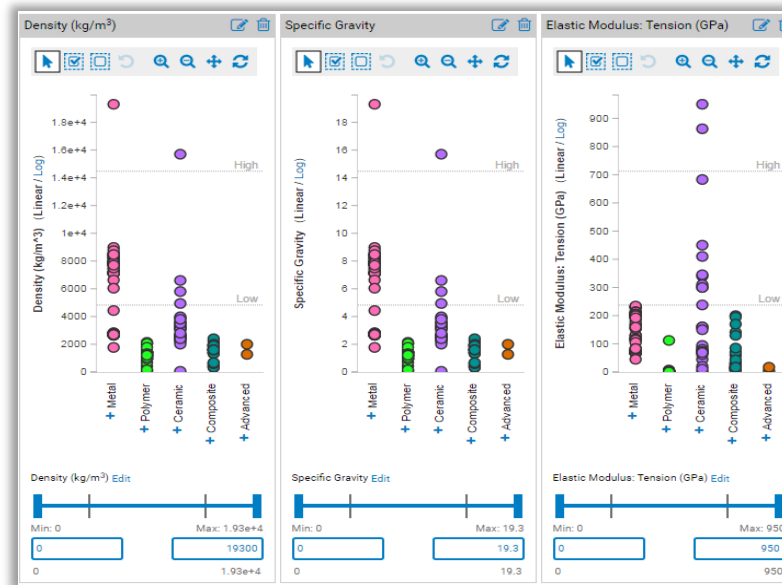 Density (kg/m³)
1.8e+4
1.6e+4
1.4e+4
1.2e+4
1e+4
8000
6000
4000
2000
0
Density (kg/m^3) (Linear / Log)
High
Low
+ Metal
+ Polymer
+ Ceramic
+ Composite
+ Advanced
Density (kg/m³) Edit
Min: 0 Max: 1.93e+4
0 19300
0 1.93e+4
Specific Gravity
18
16
14
12
10
8
6
4
2
0
Specific Gravity (Linear / Log)
High
Low
+ Metal
+ Polymer
+ Ceramic
+ Composite
+ Advanced
Specific Gravity Edit
Min: 0 Max: 19.3
0 19.3
0 19.3
Elastic Modulus: Tension (GPa)
900
800
700
600
500
400
300
200
100
0
Elastic Modulus: Tension (GPa) (Linear / Log)
High
Low
+ Metal
+ Polymer
+ Ceramic
+ Composite
+ Advanced
Elastic Modulus: Tension (GPa) Edit
Min: 0 Max: 950
0 950
0 950